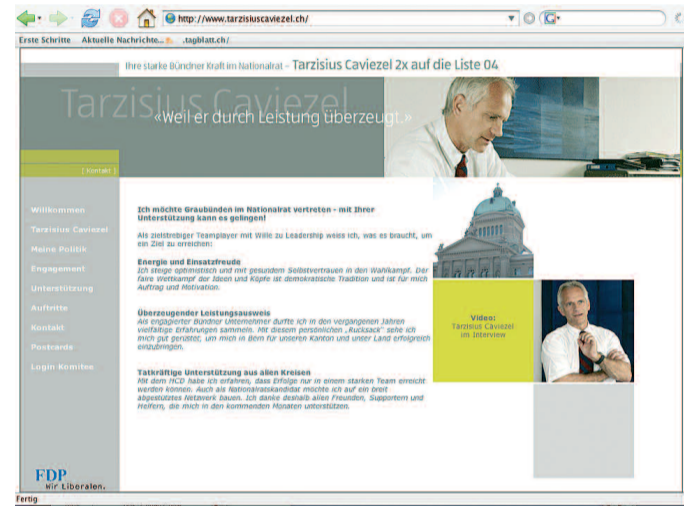 http://www.tarzisiuscaviezel.ch/
Erste Schritte Aktuelle Nachrichte... .tagblatt.ch/
Ihre starke Bündner Kraft im Nationalrat – Tarzisius Caviezel 2x auf die Liste 04
Tarzisius Caviezel
«Weil er durch Leistung überzeugt.»
[ Kontakt ]
Willkommen
Tarzisius Caviezel
Meine Politik
Engagement
Unterstützung
Auftritte
Kontakt
Postcards
Login Komitee
Ich möchte Graubünden im Nationalrat vertreten - mit Ihrer
Unterstützung kann es gelingen!
Als zielstrebiger Teamplayer mit Wille zu Leadership weiss ich, was es braucht, um
ein Ziel zu erreichen:
Energie und Einsatzfreude
Ich steige optimistisch und mit gesundem Selbstvertrauen in den Wahlkampf. Der
faire Wettkampf der Ideen und Köpfe ist demokratische Tradition und ist für mich
Auftrag und Motivation.
Überzeugender Leistungsausweis
Als engagierter Bündner Unternehmer durfte ich in den vergangenen Jahren
vielfältige Erfahrungen sammeln. Mit diesem persönlichen „Rucksack" sehe ich
mich gut gerüstet, um mich in Bern für unseren Kanton und unser Land erfolgreich
einzubringen.
Tatkräftige Unterstützung aus allen Kreisen
Mit dem HCD habe ich erfahren, dass Erfolge nur in einem starken Team erreicht
werden können. Auch als Nationalratskandidat möchte ich auf ein breit
abgestütztes Netzwerk bauen. Ich danke deshalb allen Freunden, Supportern und
Helfern, die mich in den kommenden Monaten unterstützen.
Video:
Tarzisius Caviezel
im Interview
FDP
Wir Liberalen.
Fertig